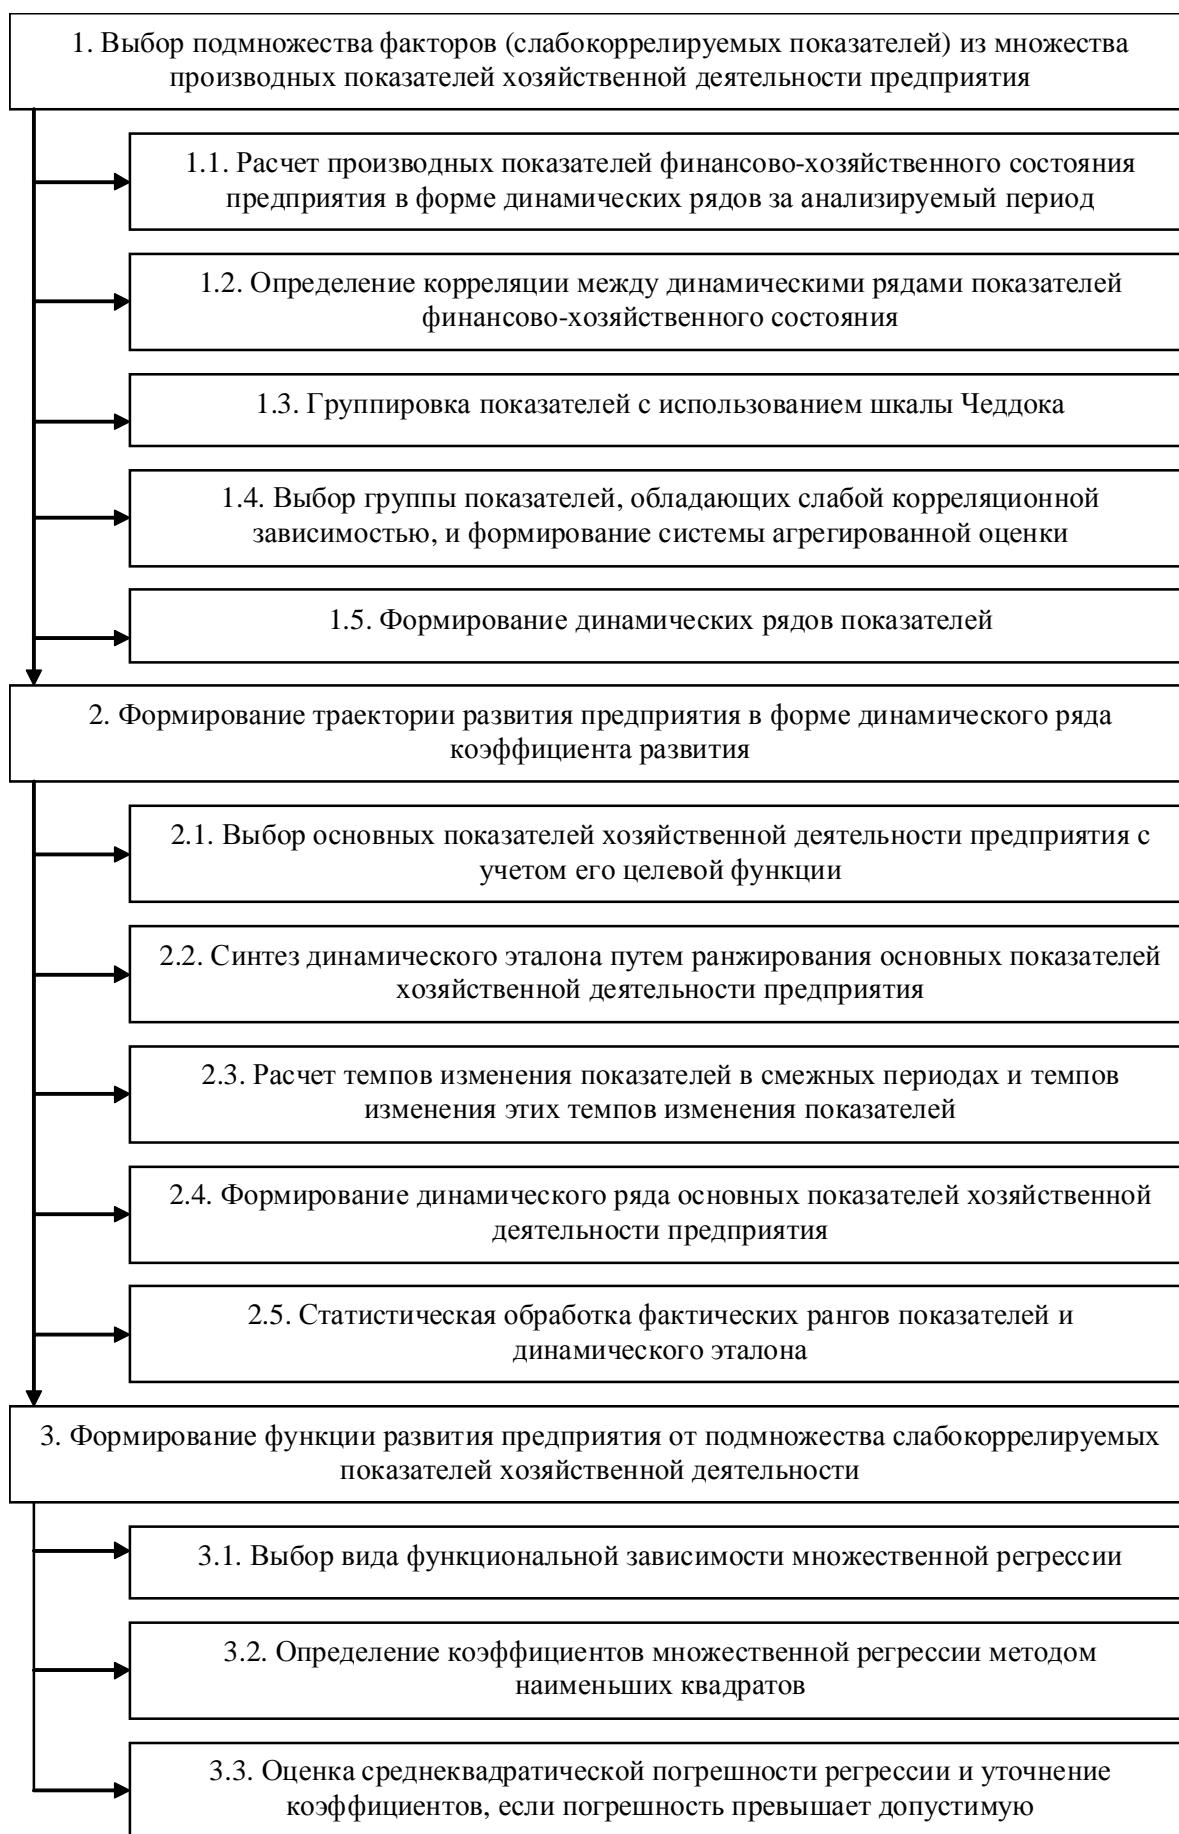 1. Выбор подмножества факторов (слабокоррелируемых показателей) из множества
производных показателей хозяйственной деятельности предприятия
1.1. Расчет производных показателей финансово-хозяйственного состояния
предприятия в форме динамических рядов за анализируемый период
1.2. Определение корреляции между динамическими рядами показателей
финансово-хозяйственного состояния
1.3. Группировка показателей с использованием шкалы Чеддока
1.4. Выбор группы показателей, обладающих слабой корреляционной
зависимостью, и формирование системы агрегированной оценки
1.5. Формирование динамических рядов показателей
2. Формирование траектории развития предприятия в форме динамического ряда
коэффициента развития
2.1. Выбор основных показателей хозяйственной деятельности предприятия с
учетом его целевой функции
2.2. Синтез динамического эталона путем ранжирования основных показателей
хозяйственной деятельности предприятия
2.3. Расчет темпов изменения показателей в смежных периодах и темпов
изменения этих темпов изменения показателей
2.4. Формирование динамического ряда основных показателей хозяйственной
деятельности предприятия
2.5. Статистическая обработка фактических рангов показателей и
динамического эталона
3. Формирование функции развития предприятия от подмножества слабокоррелируемых
показателей хозяйственной деятельности
3.1. Выбор вида функциональной зависимости множественной регрессии
3.2. Определение коэффициентов множественной регрессии методом
наименьших квадратов
3.3. Оценка среднеквадратической погрешности регрессии и уточнение
коэффициентов, если погрешность превышает допустимую